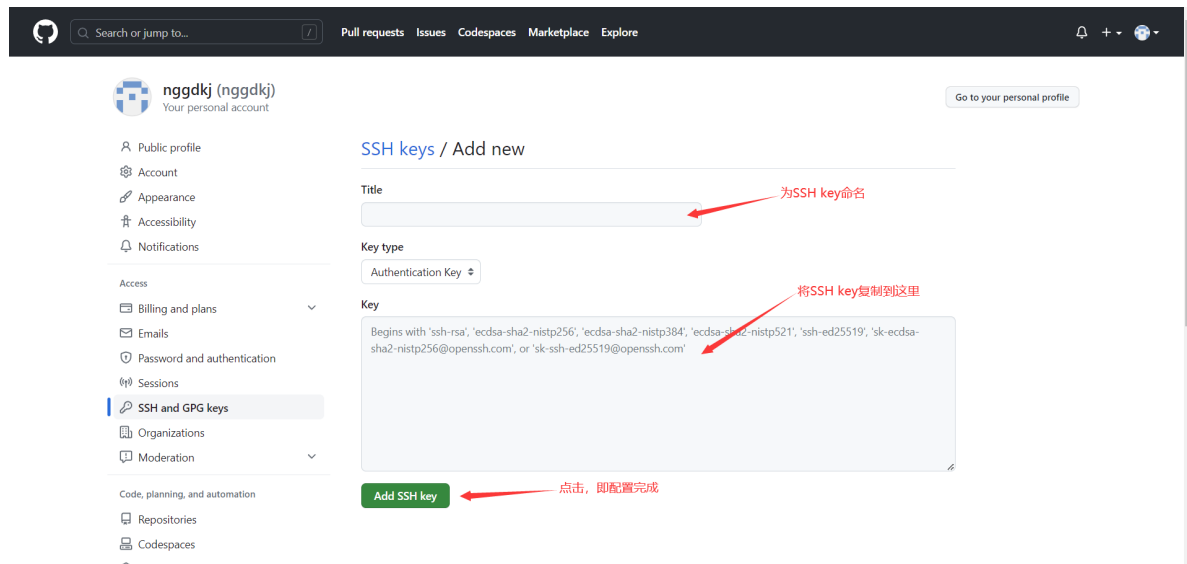 Search or jump to...
/
Pull requests Issues Codespaces Marketplace Explore
nggdkj (nggdkj)
Your personal account
Go to your personal profile
Public profile
Account
Appearance
Accessibility
Notifications
Access
Billing and plans
Emails
Password and authentication
Sessions
SSH and GPG keys
Organizations
Moderation
Code, planning, and automation
Repositories
Codespaces
SSH keys / Add new
Title
为SSH key命名
Key type
Authentication Key
将SSH key复制到这里
Key
Begins with 'ssh-rsa', 'ecdsa-sha2-nistp256', 'ecdsa-sha2-nistp384', 'ecdsa-sha2-nistp521', 'ssh-ed25519', 'sk-ecdsa-
sha2-nistp256@openssh.com', or 'sk-ssh-ed25519@openssh.com'
Add SSH key
点击，即配置完成